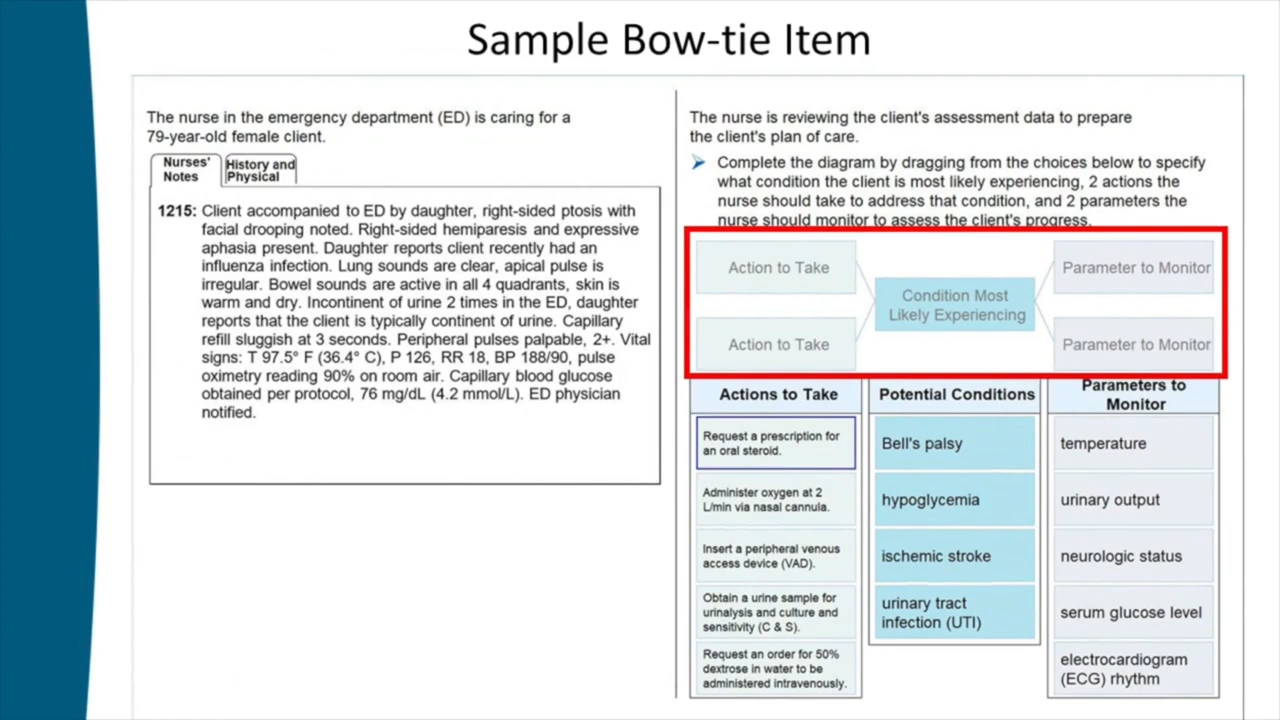 Sample Bow-tie Item
The nurse in the emergency department (ED) is caring for a
79-year-old female client.
Nurses'
Notes
History and
Physical
1215: Client accompanied to ED by daughter, right-sided ptosis with
facial drooping noted. Right-sided hemiparesis and expressive
aphasia present. Daughter reports client recently had an
influenza infection. Lung sounds are clear, apical pulse is
irregular. Bowel sounds are active in all 4 quadrants, skin is
warm and dry. Incontinent of urine 2 times in the ED, daughter
reports that the client is typically continent of urine. Capillary
refill sluggish at 3 seconds. Peripheral pulses palpable, 2+. Vital
signs: T 97.5° F (36.4° C), P 126, RR 18, BP 188/90, pulse
oximetry reading 90% on room air. Capillary blood glucose
obtained per protocol, 76 mg/dL (4.2 mmol/L). ED physician
notified.
The nurse is reviewing the client's assessment data to prepare
the client's plan of care.
Complete the diagram by dragging from the choices below to specify
what condition the client is most likely experiencing, 2 actions the
nurse should take to address that condition, and 2 parameters the
nurse should monitor to assess the client's progress.
Action to Take
Action to Take
Condition Most
Likely Experiencing
Parameter to Monitor
Parameter to Monitor
Actions to Take
Request a prescription for
an oral steroid.
Administer oxygen at 2
L/min via nasal cannula.
Insert a peripheral venous
access device (VAD).
Obtain a urine sample for
urinalysis and culture and
sensitivity (C & S).
Request an order for 50%
dextrose in water to be
administered intravenously.
Potential Conditions
Bell's palsy
hypoglycemia
ischemic stroke
urinary tract
infection (UTI)
Parameters to
Monitor
temperature
urinary output
neurologic status
serum glucose level
electrocardiogram
(ECG) rhythm